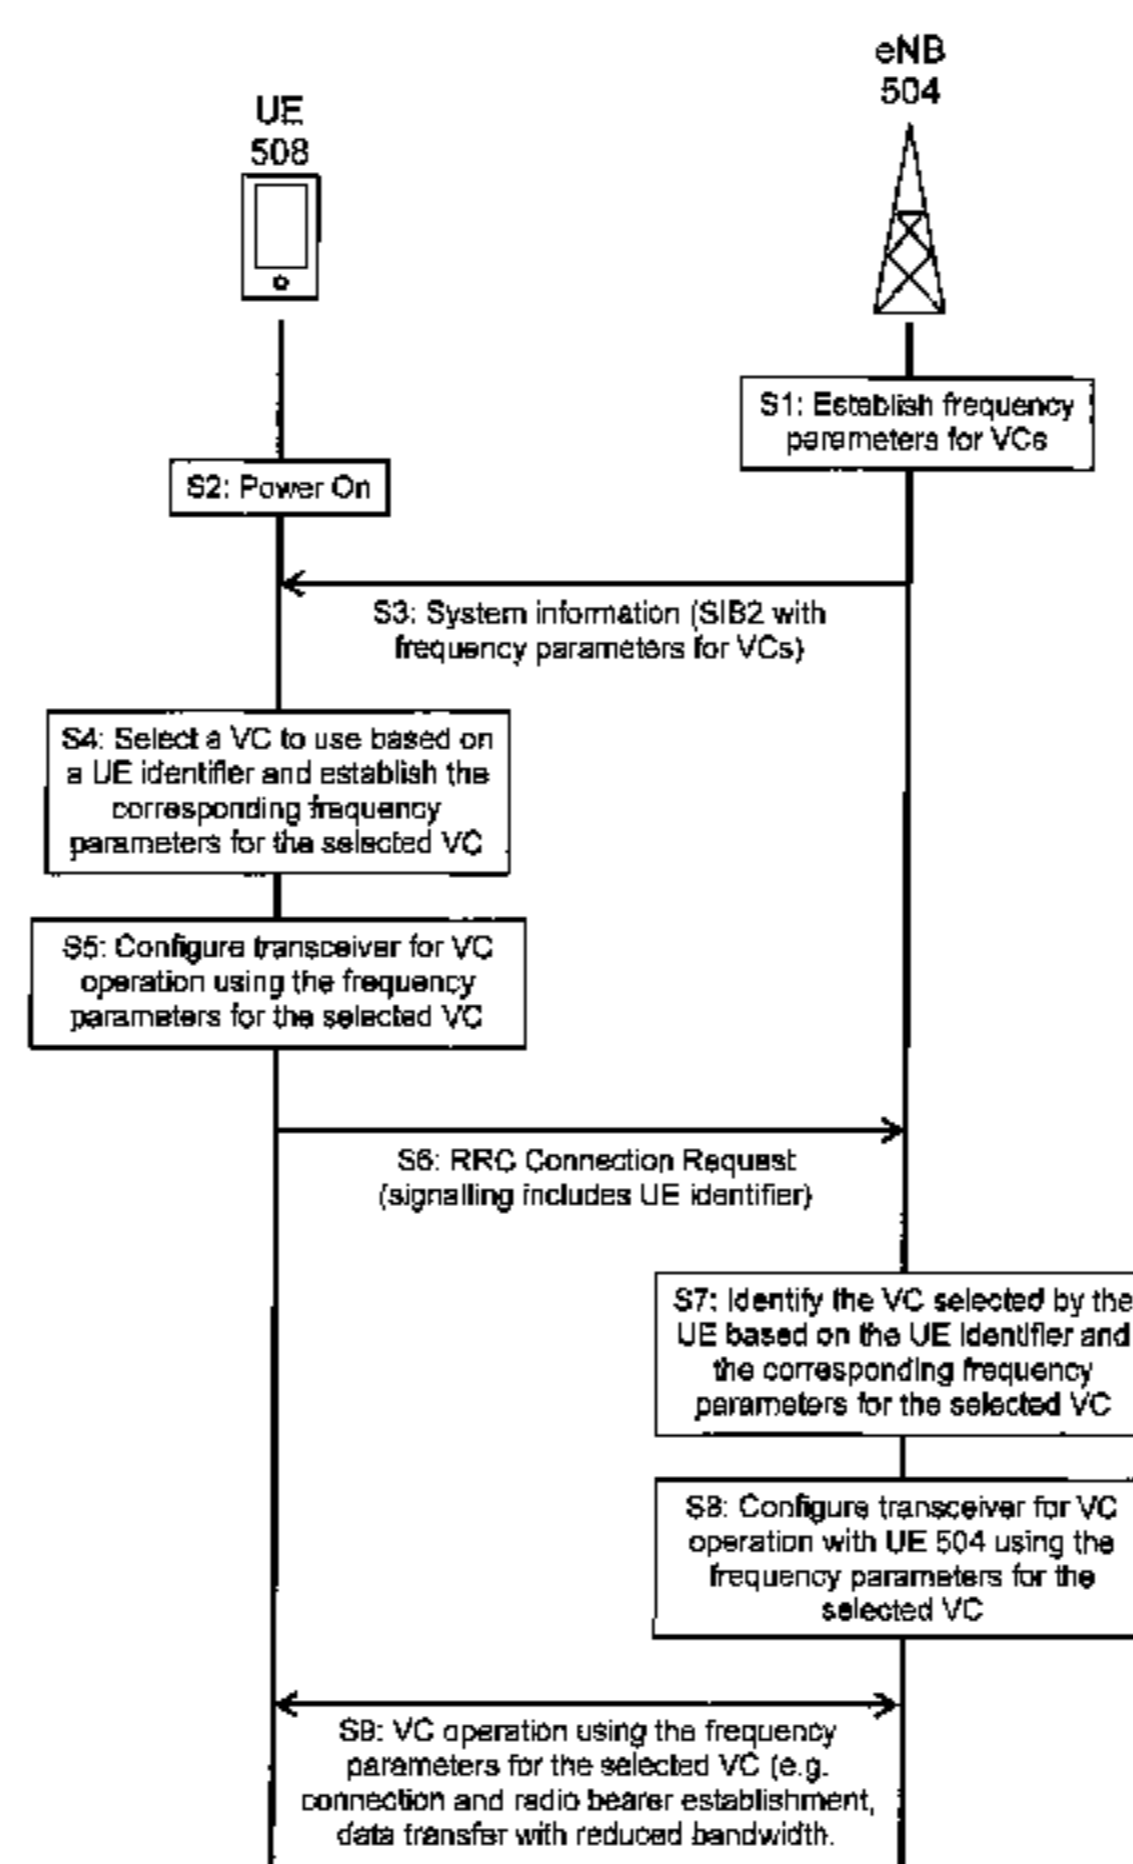 eNB
504
UE
508
S1: Establish frequency
parameters for VCs
S2: Power On
S3: System information (SIB2 with
frequency parameters for VCs)
S4: Select a VC to use based on
a UE identifier and establish the
corresponding frequency
parameters for the selected VC
S5: Configure transceiver for VC
operation using the frequency
parameters for the selected VC
S6: RRC Connection Request
(signalling includes UE identifier)
S7: Identify the VC selected by the
UE based on the UE Identifier and
the corresponding frequency
parameters for the selected VC
S8: Configure transceiver for VC
operation with UE 504 using the
frequency parameters for the
selected VC
S9: VC operation using the frequency
parameters for the selected VC (e.g.
connection and radio bearer establishment,
data transfer with reduced bandwidth.